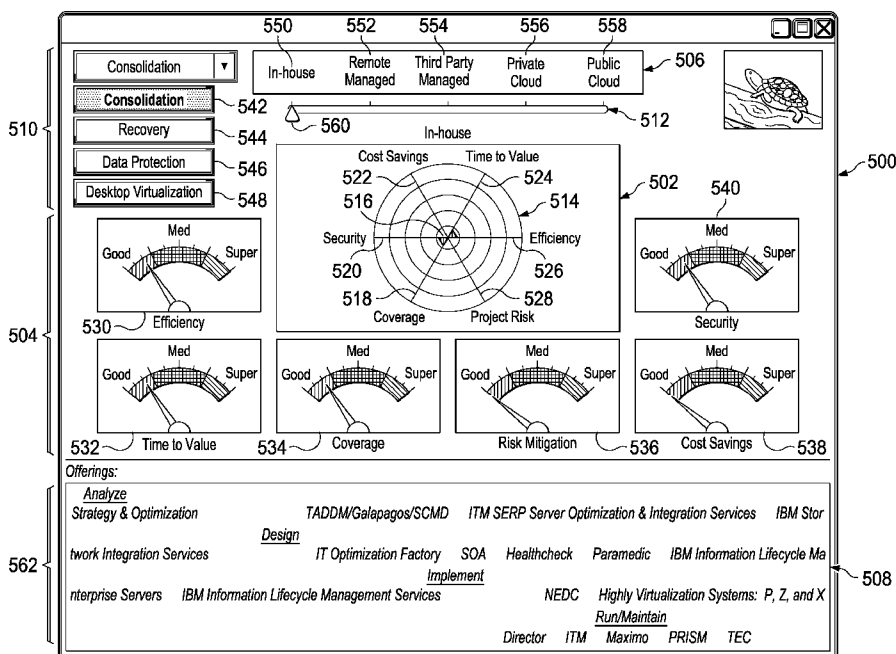 550
552
554
556
558
Consolidation
In-house
Remote Managed
Third Party Managed
Private Cloud
Public Cloud
506
Consolidation
542
510
560
512
Recovery
544
In-house
Data Protection
546
Cost Savings
Time to Value
500
Desktop Virtualization
548
522
524
502
540
516
514
Good Med Super
Security
Efficiency
Good Med Super
520
526
518
528
530
Efficiency
Coverage
Project Risk
Security
504
Good Med Super
Good Med Super
Good Med Super
Good Med Super
532
Time to Value
534
Coverage
Risk Mitigation
536
Cost Savings
538
Offerings:
Analyze
Strategy & Optimization TADDM/Galapagos/SCMD ITM SERP Server Optimization & Integration Services IBM Stor
Design
562
twork Integration Services IT Optimization Factory SOA Healthcheck Paramedic IBM Information Lifecycle Ma
508
Implement
nterprise Servers IBM Information Lifecycle Management Services NEDC Highly Virtualization Systems: P, Z, and X
Run/Maintain
Director ITM Maximo PRISM TEC